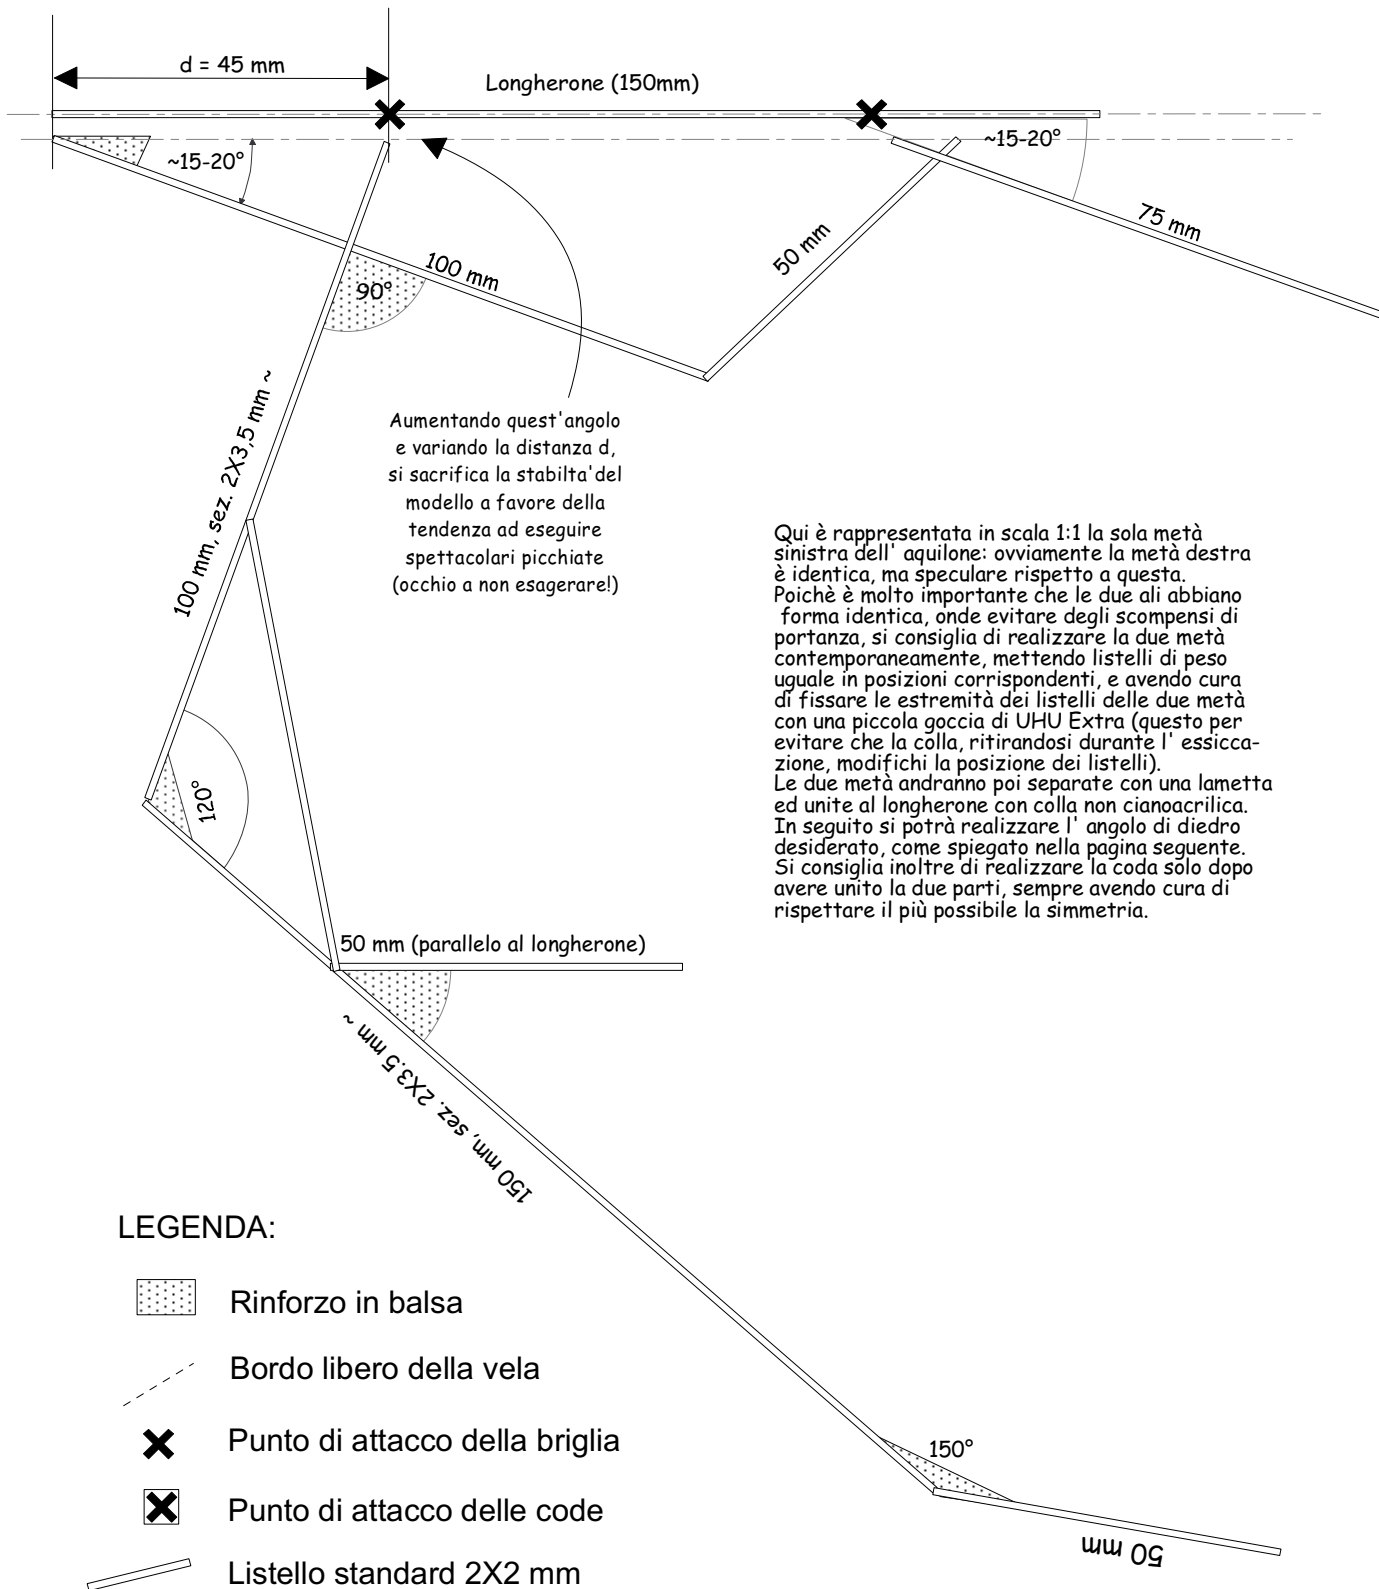 d = 45 mm
Longherone (150mm)
~15-20°
~15-20°
75 mm
50 mm
100 mm
90°
100 mm, sez. 2X3,5 mm ~
Aumentando quest'angolo
e variando la distanza d,
si sacrifica la stabilta'del
modello a favore della
tendenza ad eseguire
spettacolari picchiate
(occhio a non esagerare!)
Qui è rappresentata in scala 1:1 la sola metà
sinistra dell' aquilone: ovviamente la metà destra
è identica, ma speculare rispetto a questa.
Poichè è molto importante che le due ali abbiano
forma identica, onde evitare degli scompensi di
portanza, si consiglia di realizzare la due metà
contemporaneamente, mettendo listelli di peso
uguale in posizioni corrispondenti, e avendo cura
di fissare le estremità dei listelli delle due metà
con una piccola goccia di UHU Extra (questo per
evitare che la colla, ritirandosi durante l' essicca-
zione, modifichi la posizione dei listelli).
Le due metà andranno poi separate con una lametta
ed unite al longherone con colla non cianoacrilica.
In seguito si potrà realizzare l' angolo di diedro
desiderato, come spiegato nella pagina seguente.
Si consiglia inoltre di realizzare la coda solo dopo
avere unito la due parti, sempre avendo cura di
rispettare il più possibile la simmetria.
120°
50 mm (parallelo al longherone)
150 mm, sez. 2X3.5 mm ~
LEGENDA:
Rinforzo in balsa
Bordo libero della vela
Punto di attacco della briglia
Punto di attacco delle code
Listello standard 2X2 mm
150°
50 mm